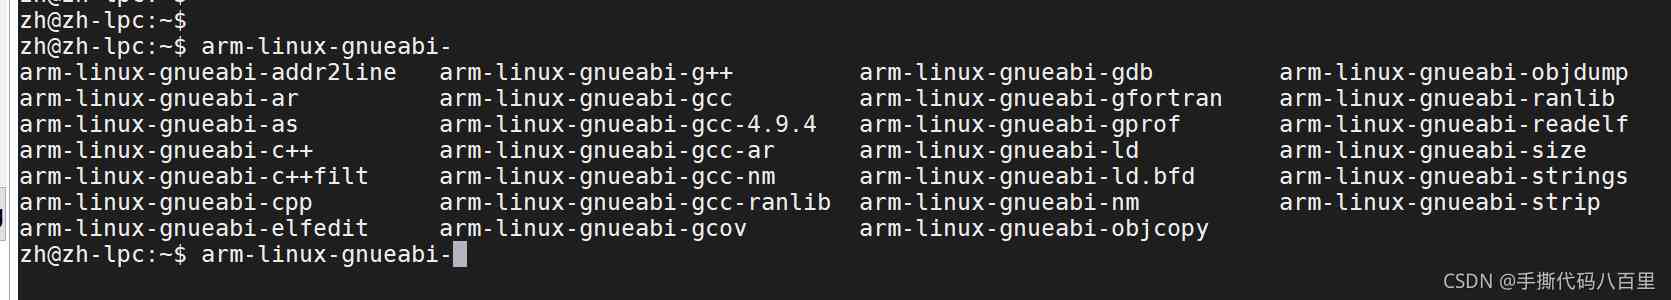 zh@zh-lpc:~$
zh@zh-lpc:~$ arm-linux-gnueabi-
arm-linux-gnueabi-addr2line arm-linux-gnueabi-g++ arm-linux-gnueabi-gdb arm-linux-gnueabi-objdump
arm-linux-gnueabi-ar arm-linux-gnueabi-gcc arm-linux-gnueabi-gfortran arm-linux-gnueabi-ranlib
arm-linux-gnueabi-as arm-linux-gnueabi-gcc-4.9.4 arm-linux-gnueabi-gprof arm-linux-gnueabi-readelf
arm-linux-gnueabi-c++ arm-linux-gnueabi-gcc-ar arm-linux-gnueabi-ld arm-linux-gnueabi-size
arm-linux-gnueabi-c++filt arm-linux-gnueabi-gcc-nm arm-linux-gnueabi-ld.bfd arm-linux-gnueabi-strings
arm-linux-gnueabi-cpp arm-linux-gnueabi-gcc-ranlib arm-linux-gnueabi-nm arm-linux-gnueabi-strip
arm-linux-gnueabi-elfedit arm-linux-gnueabi-gcov arm-linux-gnueabi-objcopy
zh@zh-lpc:~$ arm-linux-gnueabi-
CSDN @手撕代码八百里